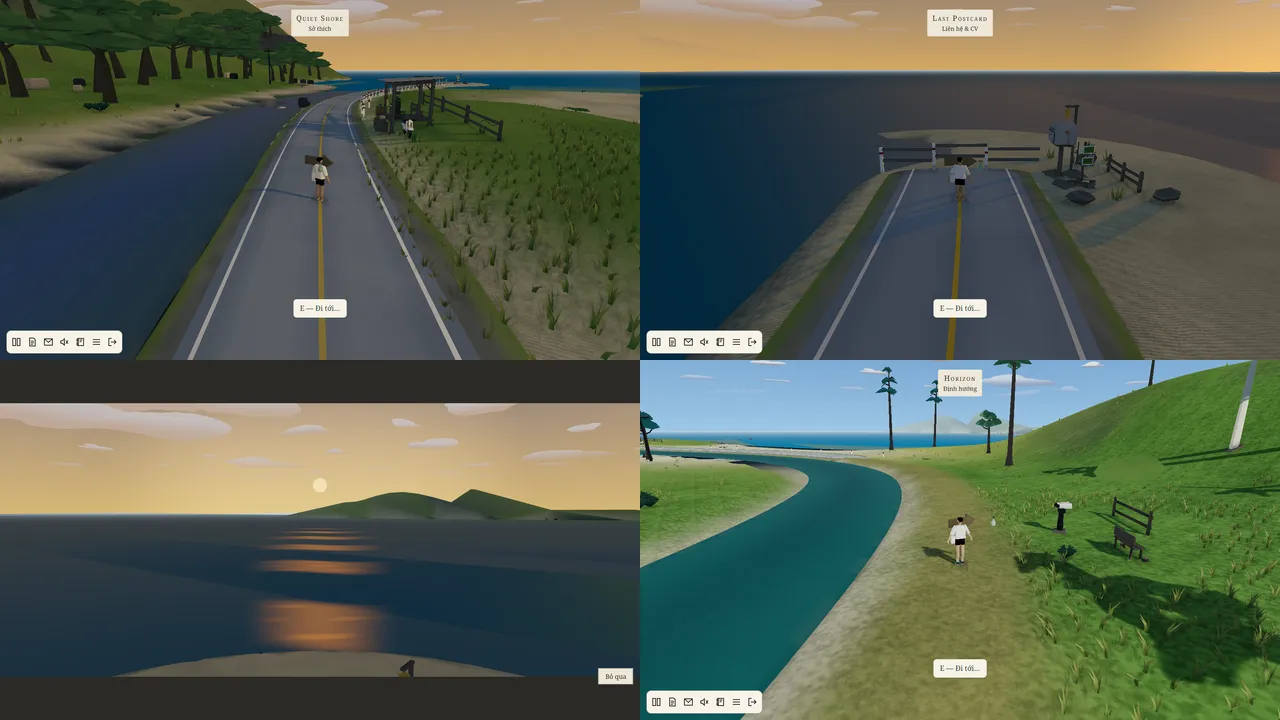 Quiet Shore
Sở thích
E — Đi tới...
Last Postcard
Liên hệ & CV
E — Đi tới...
Bỏ qua
Horizon
Định hướng
E — Đi tới...